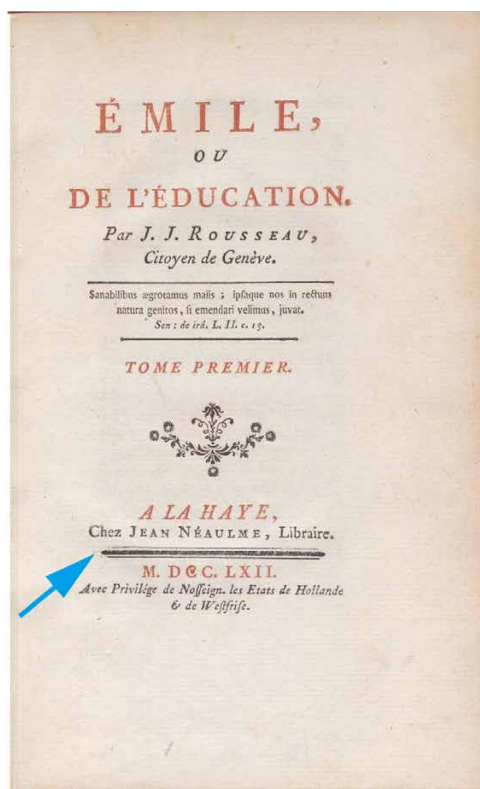 ÉMILE,
OU
DE L'ÉDUCATION.
Par J. J. ROUSSEAU,
Citoyen de Genève.
Sanabilibus ægrotamus malis ; ipſaque nos in rectum
natura genitos, ſi emendari velimus, juvat.
Sen : de irâ. L. II. c. 13.
TOME PREMIER.
A LA HAYE,
Chez JEAN NÉAULME, Libraire.
M. DCC. LXII.
Avec Privilége de Noſſeign. les Etats de Hollande
& de Weſtfriſe.